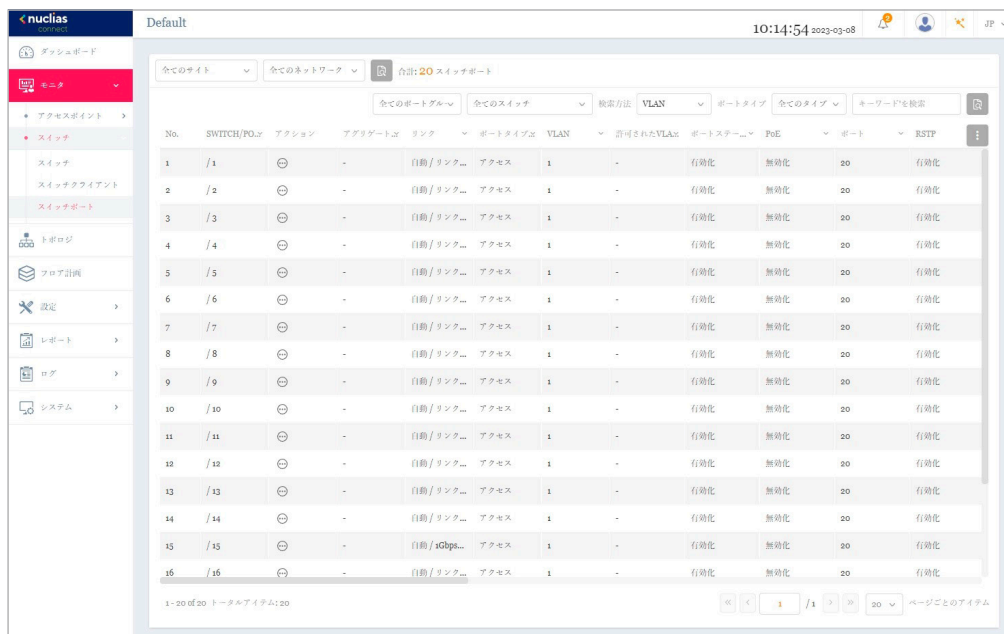 nuclias
connect
Default
10:14:54 2023-03-08
2
JP
ダッシュボード
モニタ
アクセスポイント
スイッチ
スイッチ
スイッチクライアント
スイッチポート
トポロジ
フロア計画
設定
レポート
ログ
システム
全てのサイト 全てのネットワーク 合計: 20 スイッチポート
全てのポートグル 全てのスイッチ 検索方法 VLAN ポートタイプ 全てのタイプ キーワードを検索
No. SWITCH/PO... アクション アグリゲート... リンク ポートタイプ VLAN 許可されたVLA... ポートステー... PoE ポート RSTP
1 / 1 - 自動 / リンク... アクセス 1 - 有効化 無効化 20 有効化
2 / 2 - 自動 / リンク... アクセス 1 - 有効化 無効化 20 有効化
3 / 3 - 自動 / リンク... アクセス 1 - 有効化 無効化 20 有効化
4 / 4 - 自動 / リンク... アクセス 1 - 有効化 無効化 20 有効化
5 / 5 - 自動 / リンク... アクセス 1 - 有効化 無効化 20 有効化
6 / 6 - 自動 / リンク... アクセス 1 - 有効化 無効化 20 有効化
7 / 7 - 自動 / リンク... アクセス 1 - 有効化 無効化 20 有効化
8 / 8 - 自動 / リンク... アクセス 1 - 有効化 無効化 20 有効化
9 / 9 - 自動 / リンク... アクセス 1 - 有効化 無効化 20 有効化
10 / 10 - 自動 / リンク... アクセス 1 - 有効化 無効化 20 有効化
11 / 11 - 自動 / リンク... アクセス 1 - 有効化 無効化 20 有効化
12 / 12 - 自動 / リンク... アクセス 1 - 有効化 無効化 20 有効化
13 / 13 - 自動 / リンク... アクセス 1 - 有効化 無効化 20 有効化
14 / 14 - 自動 / リンク... アクセス 1 - 有効化 無効化 20 有効化
15 / 15 - 自動 / 1Gbps... アクセス 1 - 有効化 無効化 20 有効化
16 / 16 - 自動 / リンク... アクセス 1 - 有効化 無効化 20 有効化
1 - 20 of 20 トータルアイテム: 20 << < 1 / 1 > >> 20 ページごとのアイテム